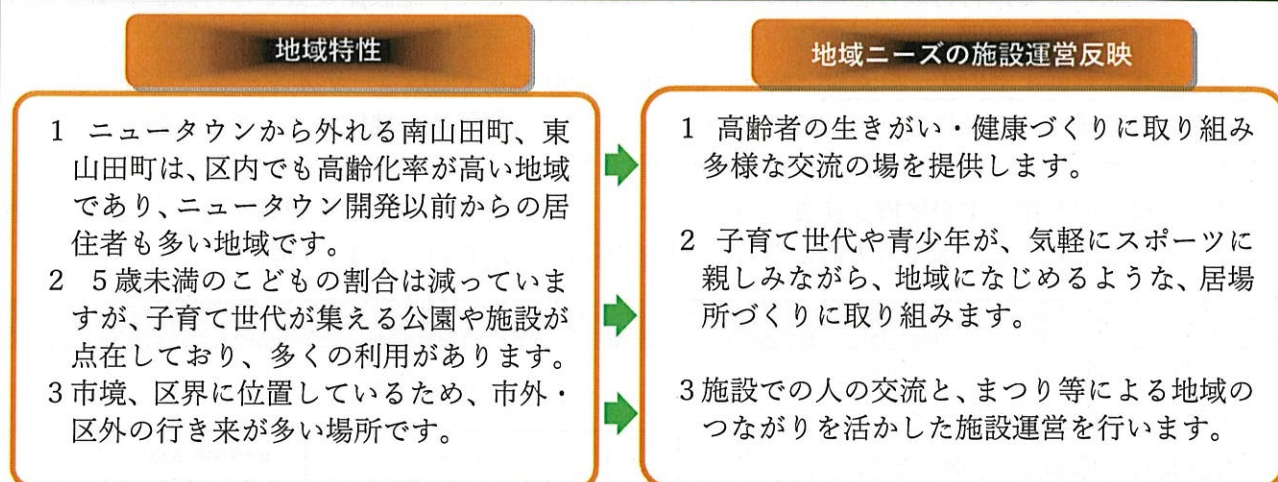 地域特性
1 ニュータウンから外れる南山田町、東
山田町は、区内でも高齢化率が高い地域
であり、ニュータウン開発以前からの居
住者も多い地域です。
2 5歳未満のこどもの割合は減っていま
すが、子育て世代が集える公園や施設が
点在しており、多くの利用があります。
3市境、区界に位置しているため、市外・
区外の行き来が多い場所です。
地域ニーズの施設運営反映
1 高齢者の生きがい・健康づくりに取り組み
多様な交流の場を提供します。
2 子育て世代や青少年が、気軽にスポーツに
親しみながら、地域になじめるような、居場
所づくりに取り組みます。
3施設での人の交流と、まつり等による地域の
つながりを活かした施設運営を行います。